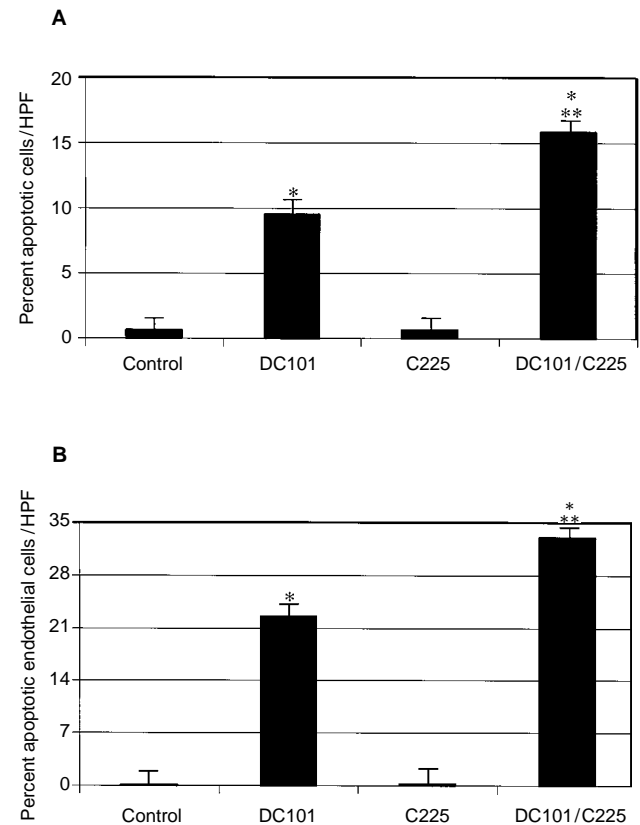 A
Percent apoptotic cells/HPF
20
15
10
5
0
*
*
**
Control DC101 C225 DC101/C225
B
Percent apoptotic endothelial cells/HPF
35
28
21
14
7
0
*
*
**
Control DC101 C225 DC101/C225